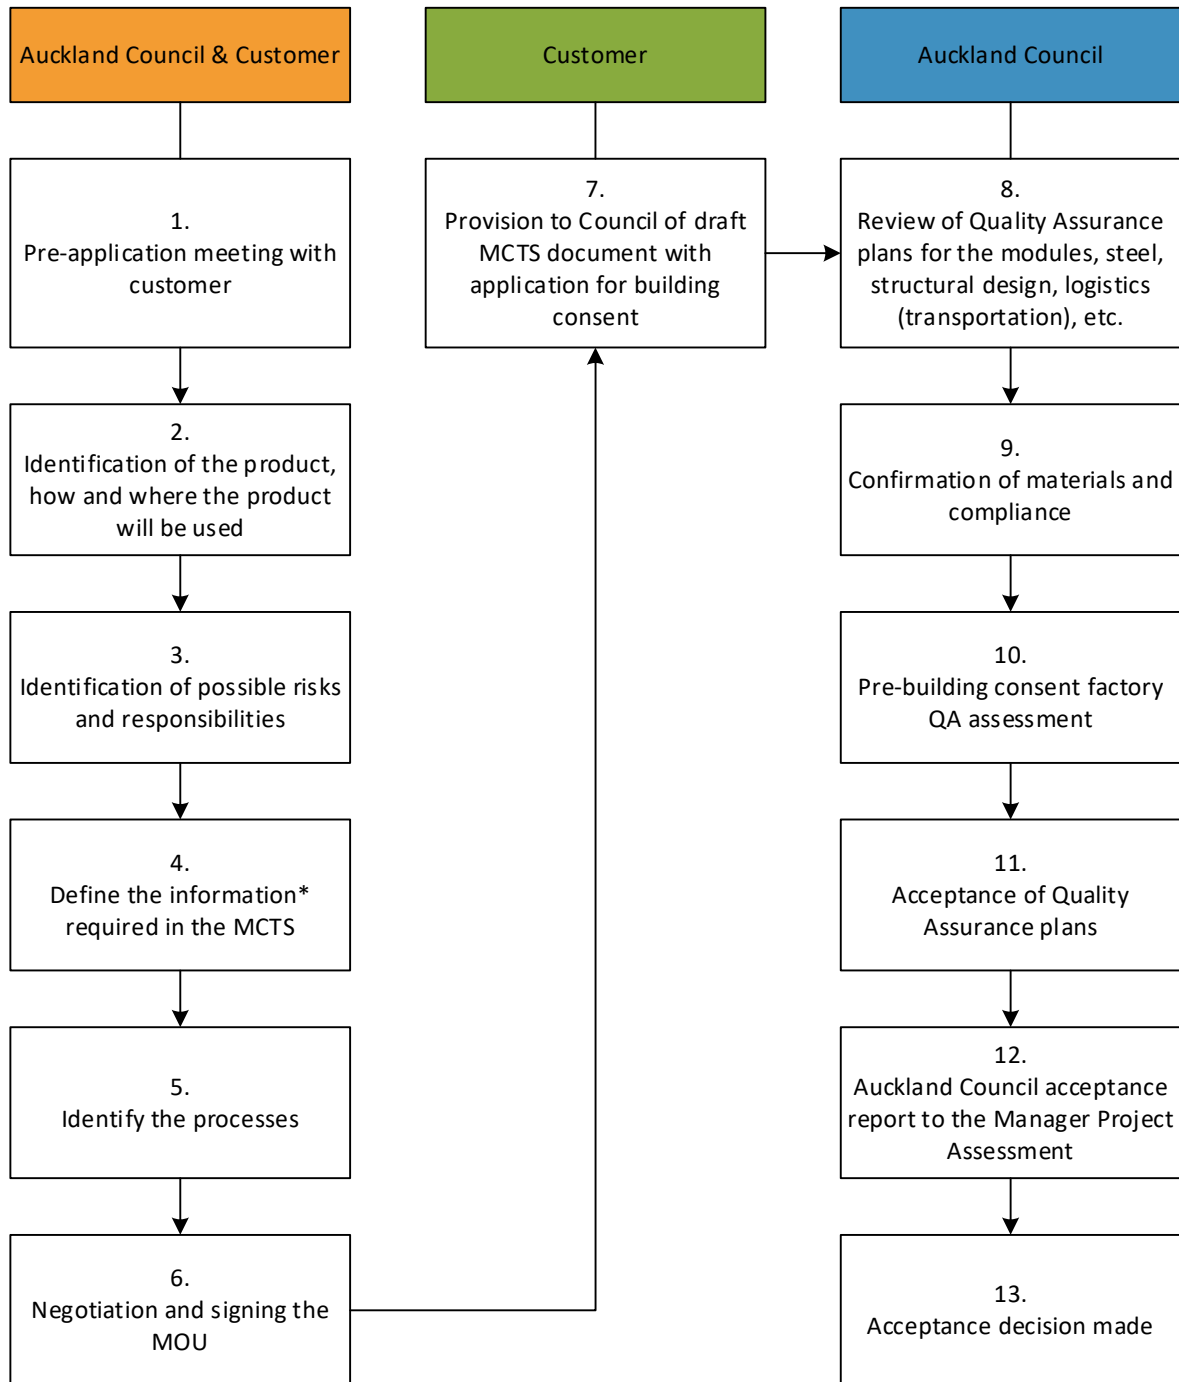 Auckland Council & Customer
1.
Pre-application meeting with
customer
2.
Identification of the product,
how and where the product
will be used
3.
Identification of possible risks
and responsibilities
4.
Define the information*
required in the MCTS
5.
Identify the processes
6.
Negotiation and signing the
MOU
Customer
7.
Provision to Council of draft
MCTS document with
application for building
consent
Auckland Council
8.
Review of Quality Assurance
plans for the modules, steel,
structural design, logistics
(transportation), etc.
9.
Confirmation of materials and
compliance
10.
Pre-building consent factory
QA assessment
11.
Acceptance of Quality
Assurance plans
12.
Auckland Council acceptance
report to the Manager Project
Assessment
13.
Acceptance decision made